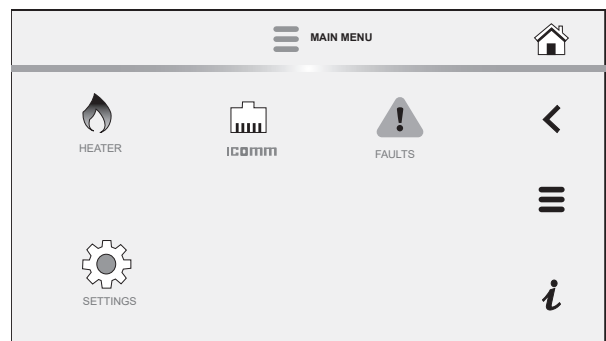 MAIN MENU
HEATER
ICOMM
FAULTS
SETTINGS
i